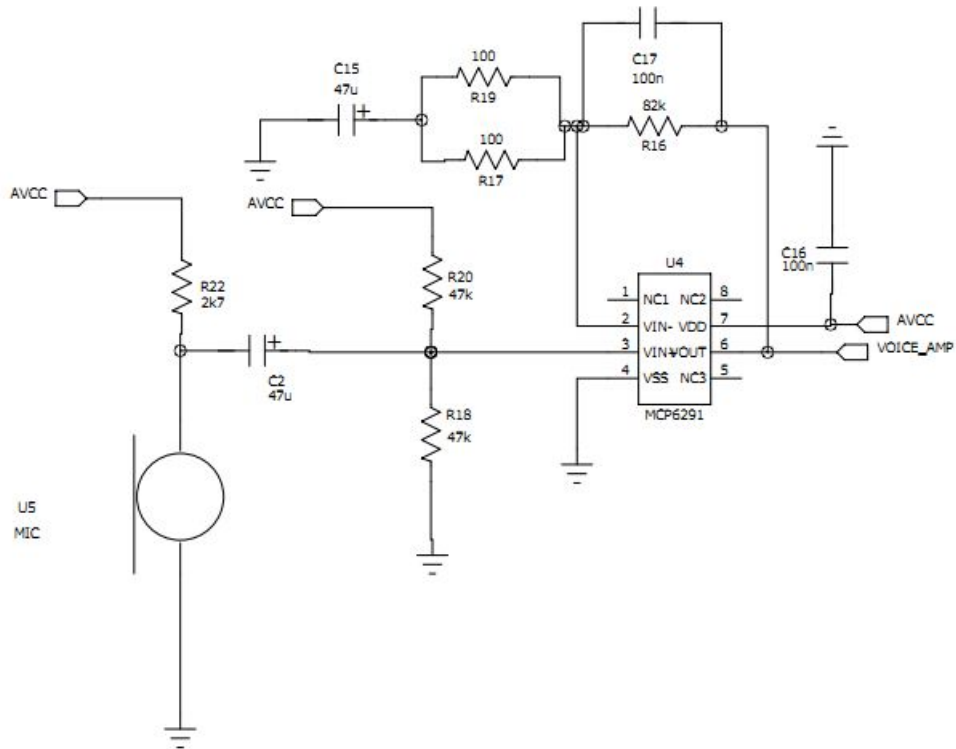 C17
100n
100
R19
C15
47u
+
82k
R16
100
R17
AVCC
AVCC
C16
100n
U4
R22
2k7
R20
47k
1 NC1 NC2 8
2 VIN- VDD 7
3 VIN+ VOUT 6
4 VSS NC3 5
MCP6291
AVCC
VOICE_AMP
+
C2
47u
R18
47k
U5
MIC